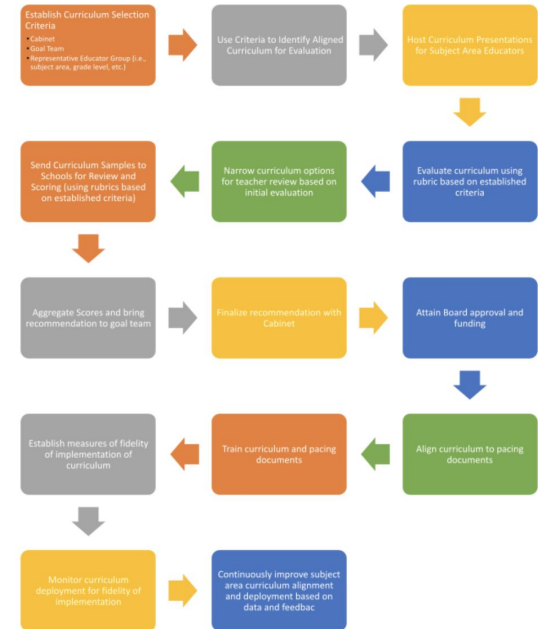 Establish Curriculum Selection
Criteria
• Cabinet
• Goal Team
• Representative Educator Group (i.e.,
subject area, grade level, etc.)
Use Criteria to Identify Aligned
Curriculum for Evaluation
Host Curriculum Presentations
for Subject Area Educators
Evaluate curriculum using
rubric based on established
criteria
Narrow curriculum options
for teacher review based on
initial evaluation
Send Curriculum Samples to
Schools for Review and
Scoring (using rubrics based
on established criteria)
Aggregate Scores and bring
recommendation to goal team
Finalize recommendation with
Cabinet
Attain Board approval and
funding
Align curriculum to pacing
documents
Train curriculum and pacing
documents
Establish measures of fidelity
of implementation of
curriculum
Monitor curriculum
deployment for fidelity of
implementation
Continuously improve subject
area curriculum alignment
and deployment based on
data and feedbac